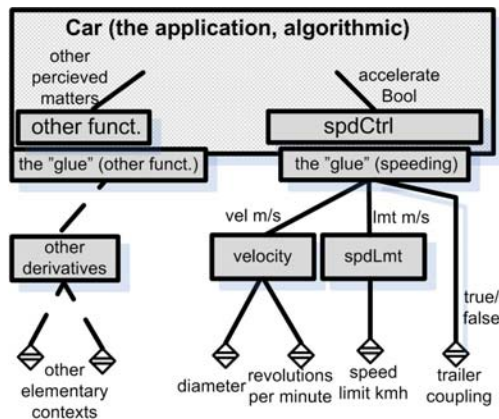 Car (the application, algorithmic)
other
percieved
matters
accelerate
Bool
other funct.
spdCtrl
the "glue" (other funct.)
the "glue" (speeding)
vel m/s
lmt m/s
other
derivatives
velocity
spdLmt
true/
false
other
elementary
contexts
diameter
revolutions
per minute
speed
limit kmh
trailer
coupling